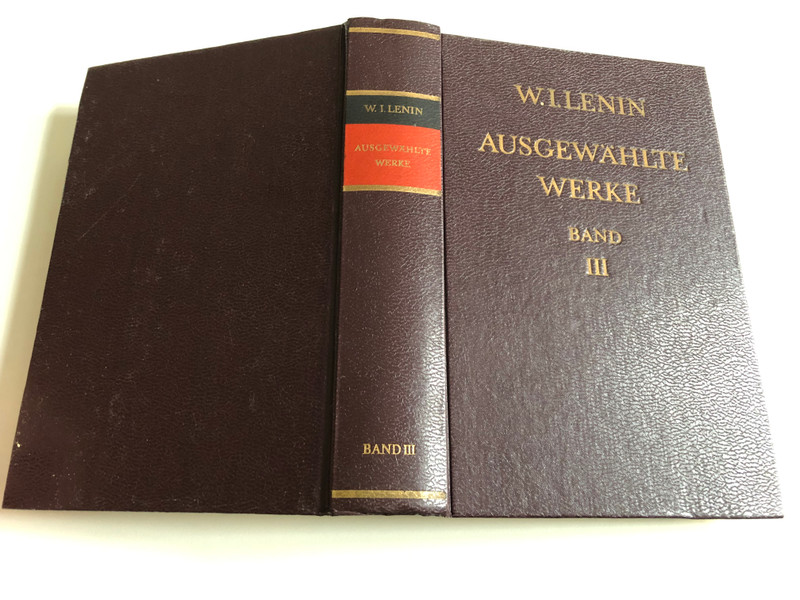 W. I. LENIN
AUSGEWÄHLTE
WERKE
BAND III
W. I. LENIN
AUSGEWÄHLTE
WERKE
BAND
III